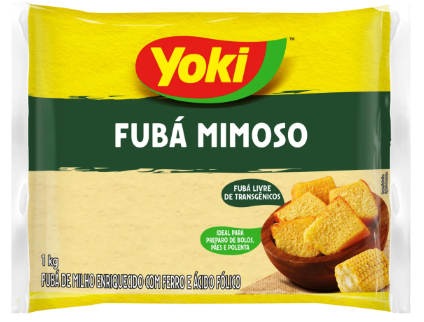 Yoki
FUBÁ MIMOSO
FUBÁ LIVRE
DE TRANSGÊNICOS
IDEAL PARA
PREPARO DE BOLOS,
PÃES E POLENTA
1 kg
FUBÁ DE MILHO ENRIQUECIDO COM FERRO E ÁCIDO FÓLICO